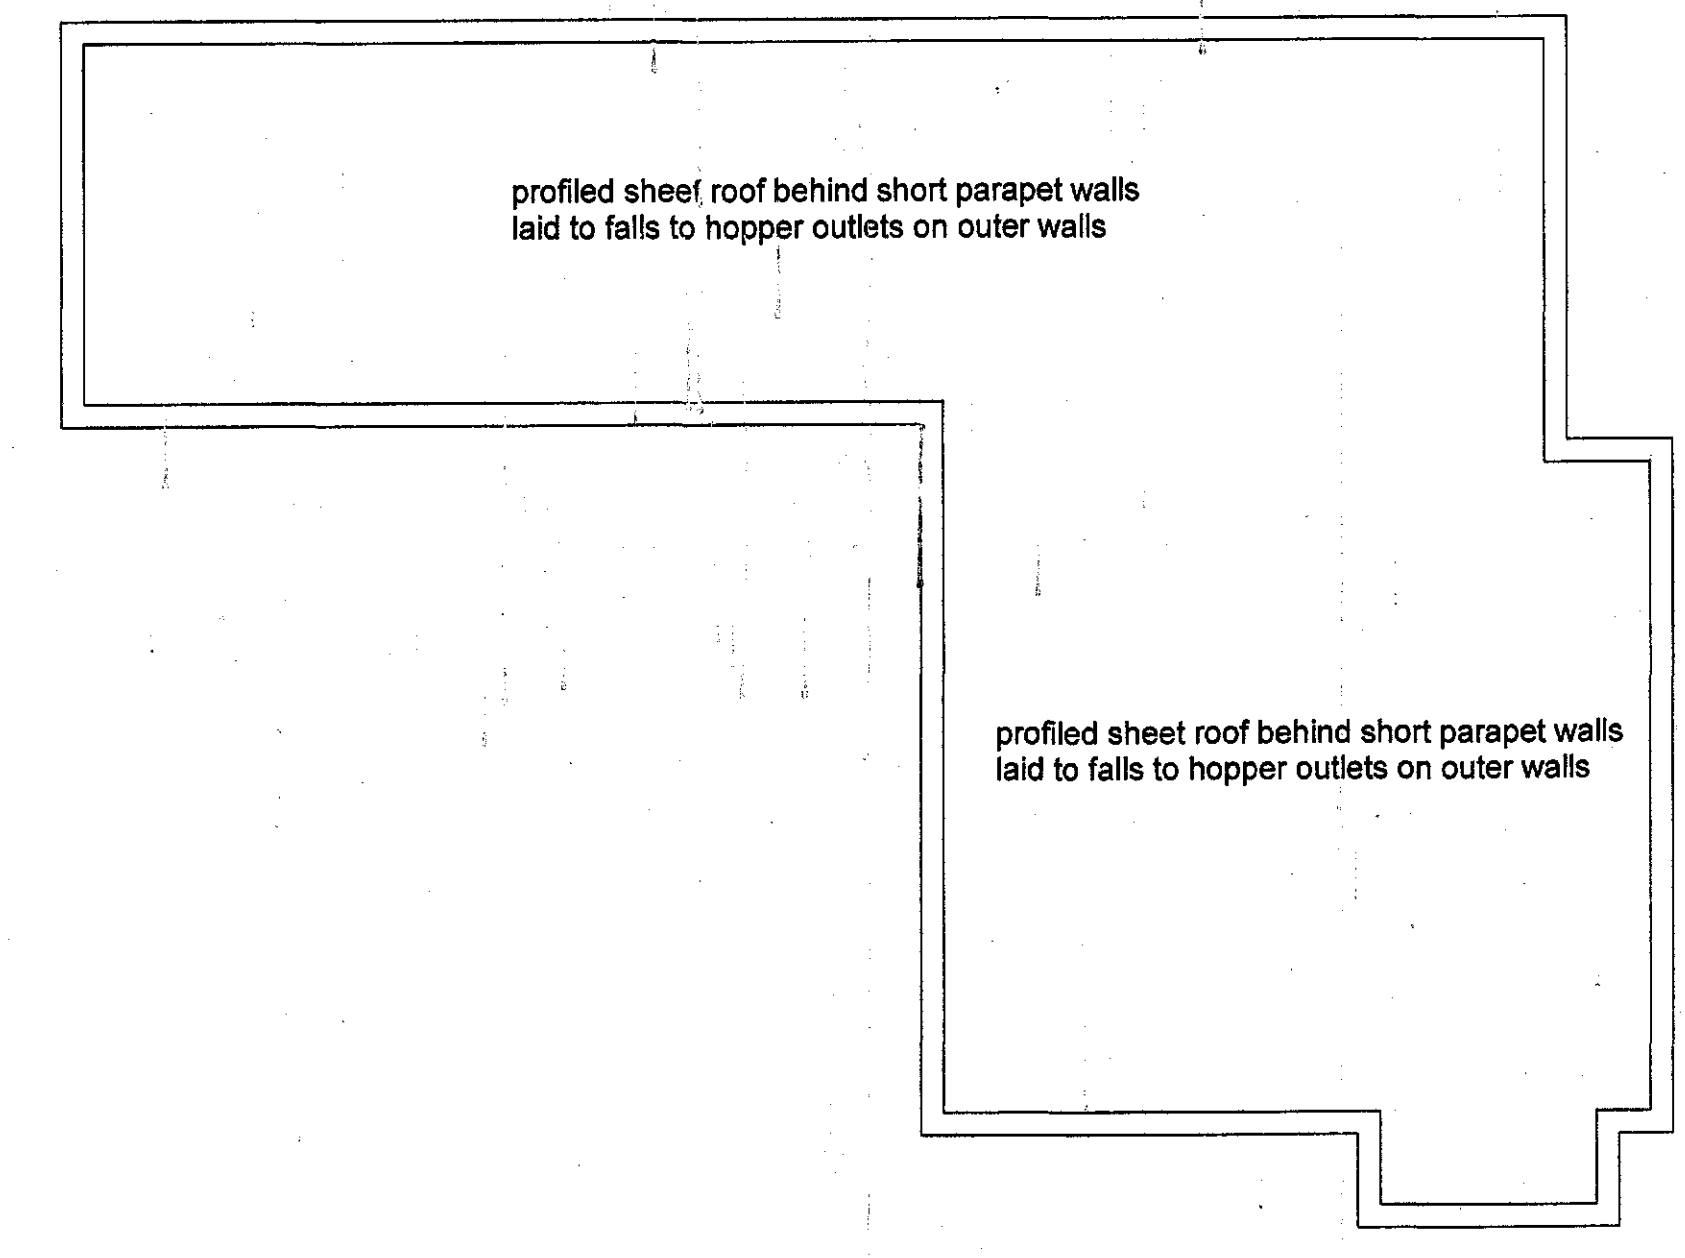 profiled sheet roof behind short parapet walls
laid to falls to hopper outlets on outer walls
profiled sheet roof behind short parapet walls
laid to falls to hopper outlets on outer walls